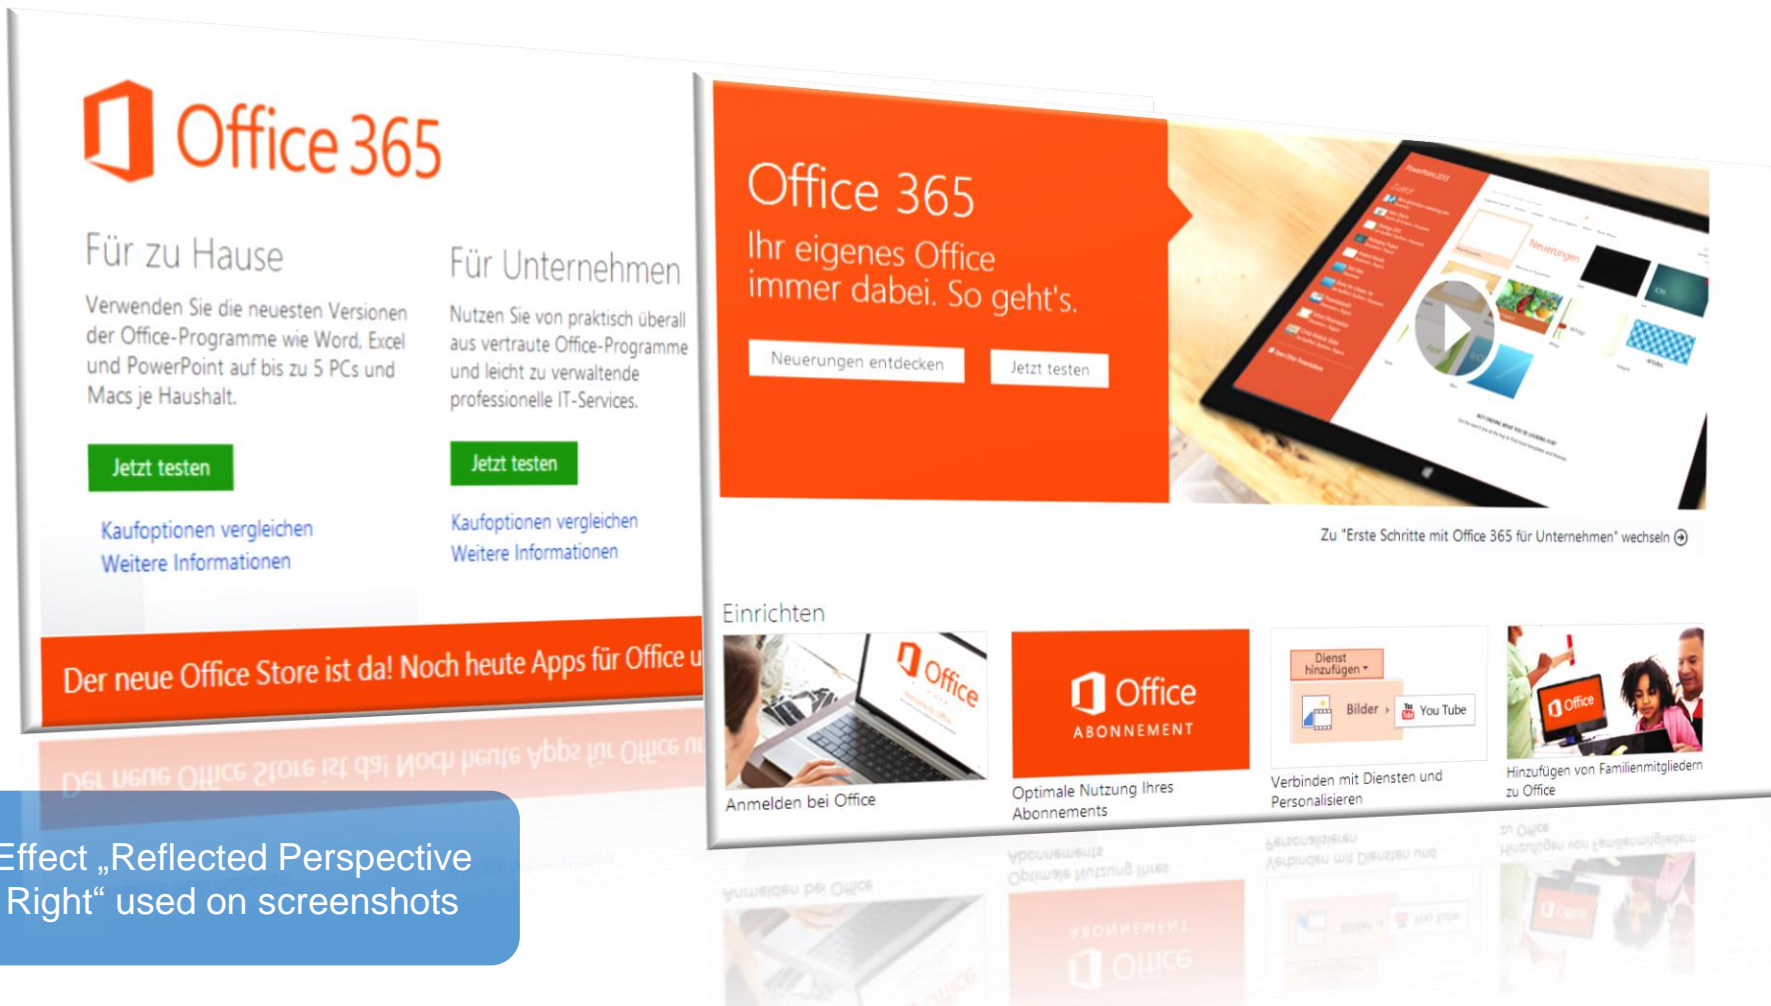 Office 365
Für zu Hause
Verwenden Sie die neuesten Versionen
der Office-Programme wie Word, Excel
und PowerPoint auf bis zu 5 PCs und
Macs je Haushalt.
Jetzt testen
Kaufoptionen vergleichen
Weitere Informationen
Für Unternehmen
Nutzen Sie von praktisch überall
aus vertraute Office-Programme
und leicht zu verwaltende
professionelle IT-Services.
Jetzt testen
Kaufoptionen vergleichen
Weitere Informationen
Der neue Office Store ist da! Noch heute Apps für Office u
Office 365
Ihr eigenes Office
immer dabei. So geht's.
Neuerungen entdecken
Jetzt testen
PowerPoint 2013
Neuerungen
Zu "Erste Schritte mit Office 365 für Unternehmen" wechseln
Einrichten
Office
Anmelden bei Office
Office
ABONNEMENT
Optimale Nutzung Ihres
Abonnements
Dienst
hinzufügen
Bilder
You Tube
Verbinden mit Diensten und
Personalisieren
Office
Hinzufügen von Familienmitgliedern
zu Office
Effect „Reflected Perspective
Right“ used on screenshots